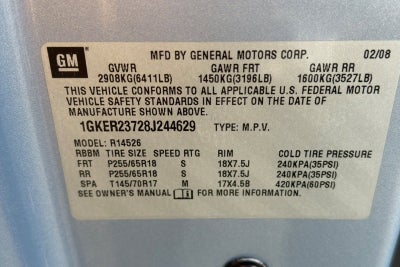 GM
MFD BY GENERAL MOTORS CORP. 02/08
GVWR GAWR FRT GAWR RR
2908KG(6411LB) 1450KG(3196LB) 1600KG(3527LB)
THIS VEHICLE CONFORMS TO ALL APPLICABLE U.S. FEDERAL MOTOR
VEHICLE SAFETY STANDARDS IN EFFECT ON THE DATE OF
MANUFACTURE SHOWN ABOVE.
1GKER23728J244629 TYPE: M.P.V.
MODEL: R14526
RBBM TIRE SIZE SPEED RTG RIM COLD TIRE PRESSURE
FRT P255/65R18 S 18X7.5J 240KPA(35PSI)
RR P255/65R18 S 18X7.5J 240KPA(35PSI)
SPA T145/70R17 M 17X4.5B 420KPA(60PSI)
SEE OWNER'S MANUAL FOR MORE INFORMATION.